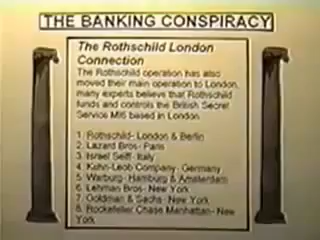 THE BANKING CONSPIRACY
The Rothschild London
Connection
The Rothschild operation has also
moved their main operation to London,
many experts believe that Rothschild
funds and controls the British Secret
Service MI6 based in London.
1 Rothschild- London & Berlin
2 Lazard Bros- Paris
3 Israel Seiff- Italy
4 Kuhn-Loeb Company- Germany
5 Warburg- Hamburg & Amsterdam
6 Lehman Bros- New York
7 Goldman & Sachs- New York
8 Rockefeller Chase Manhattan- New
York